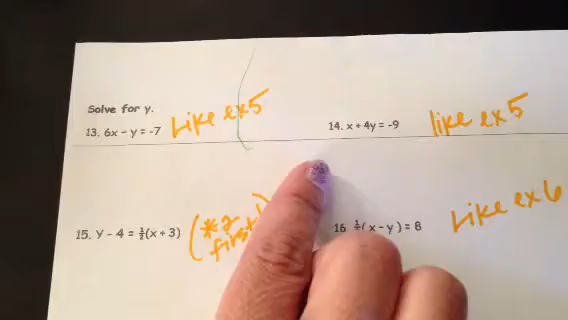 Solve for y.
13. 6x - y = -7 Like ex 5
14. x + 4y = -9 like ex 5
15. y - 4 = ½(x + 3) (*2
first)
16 (x - y) = 8 Like ex 6